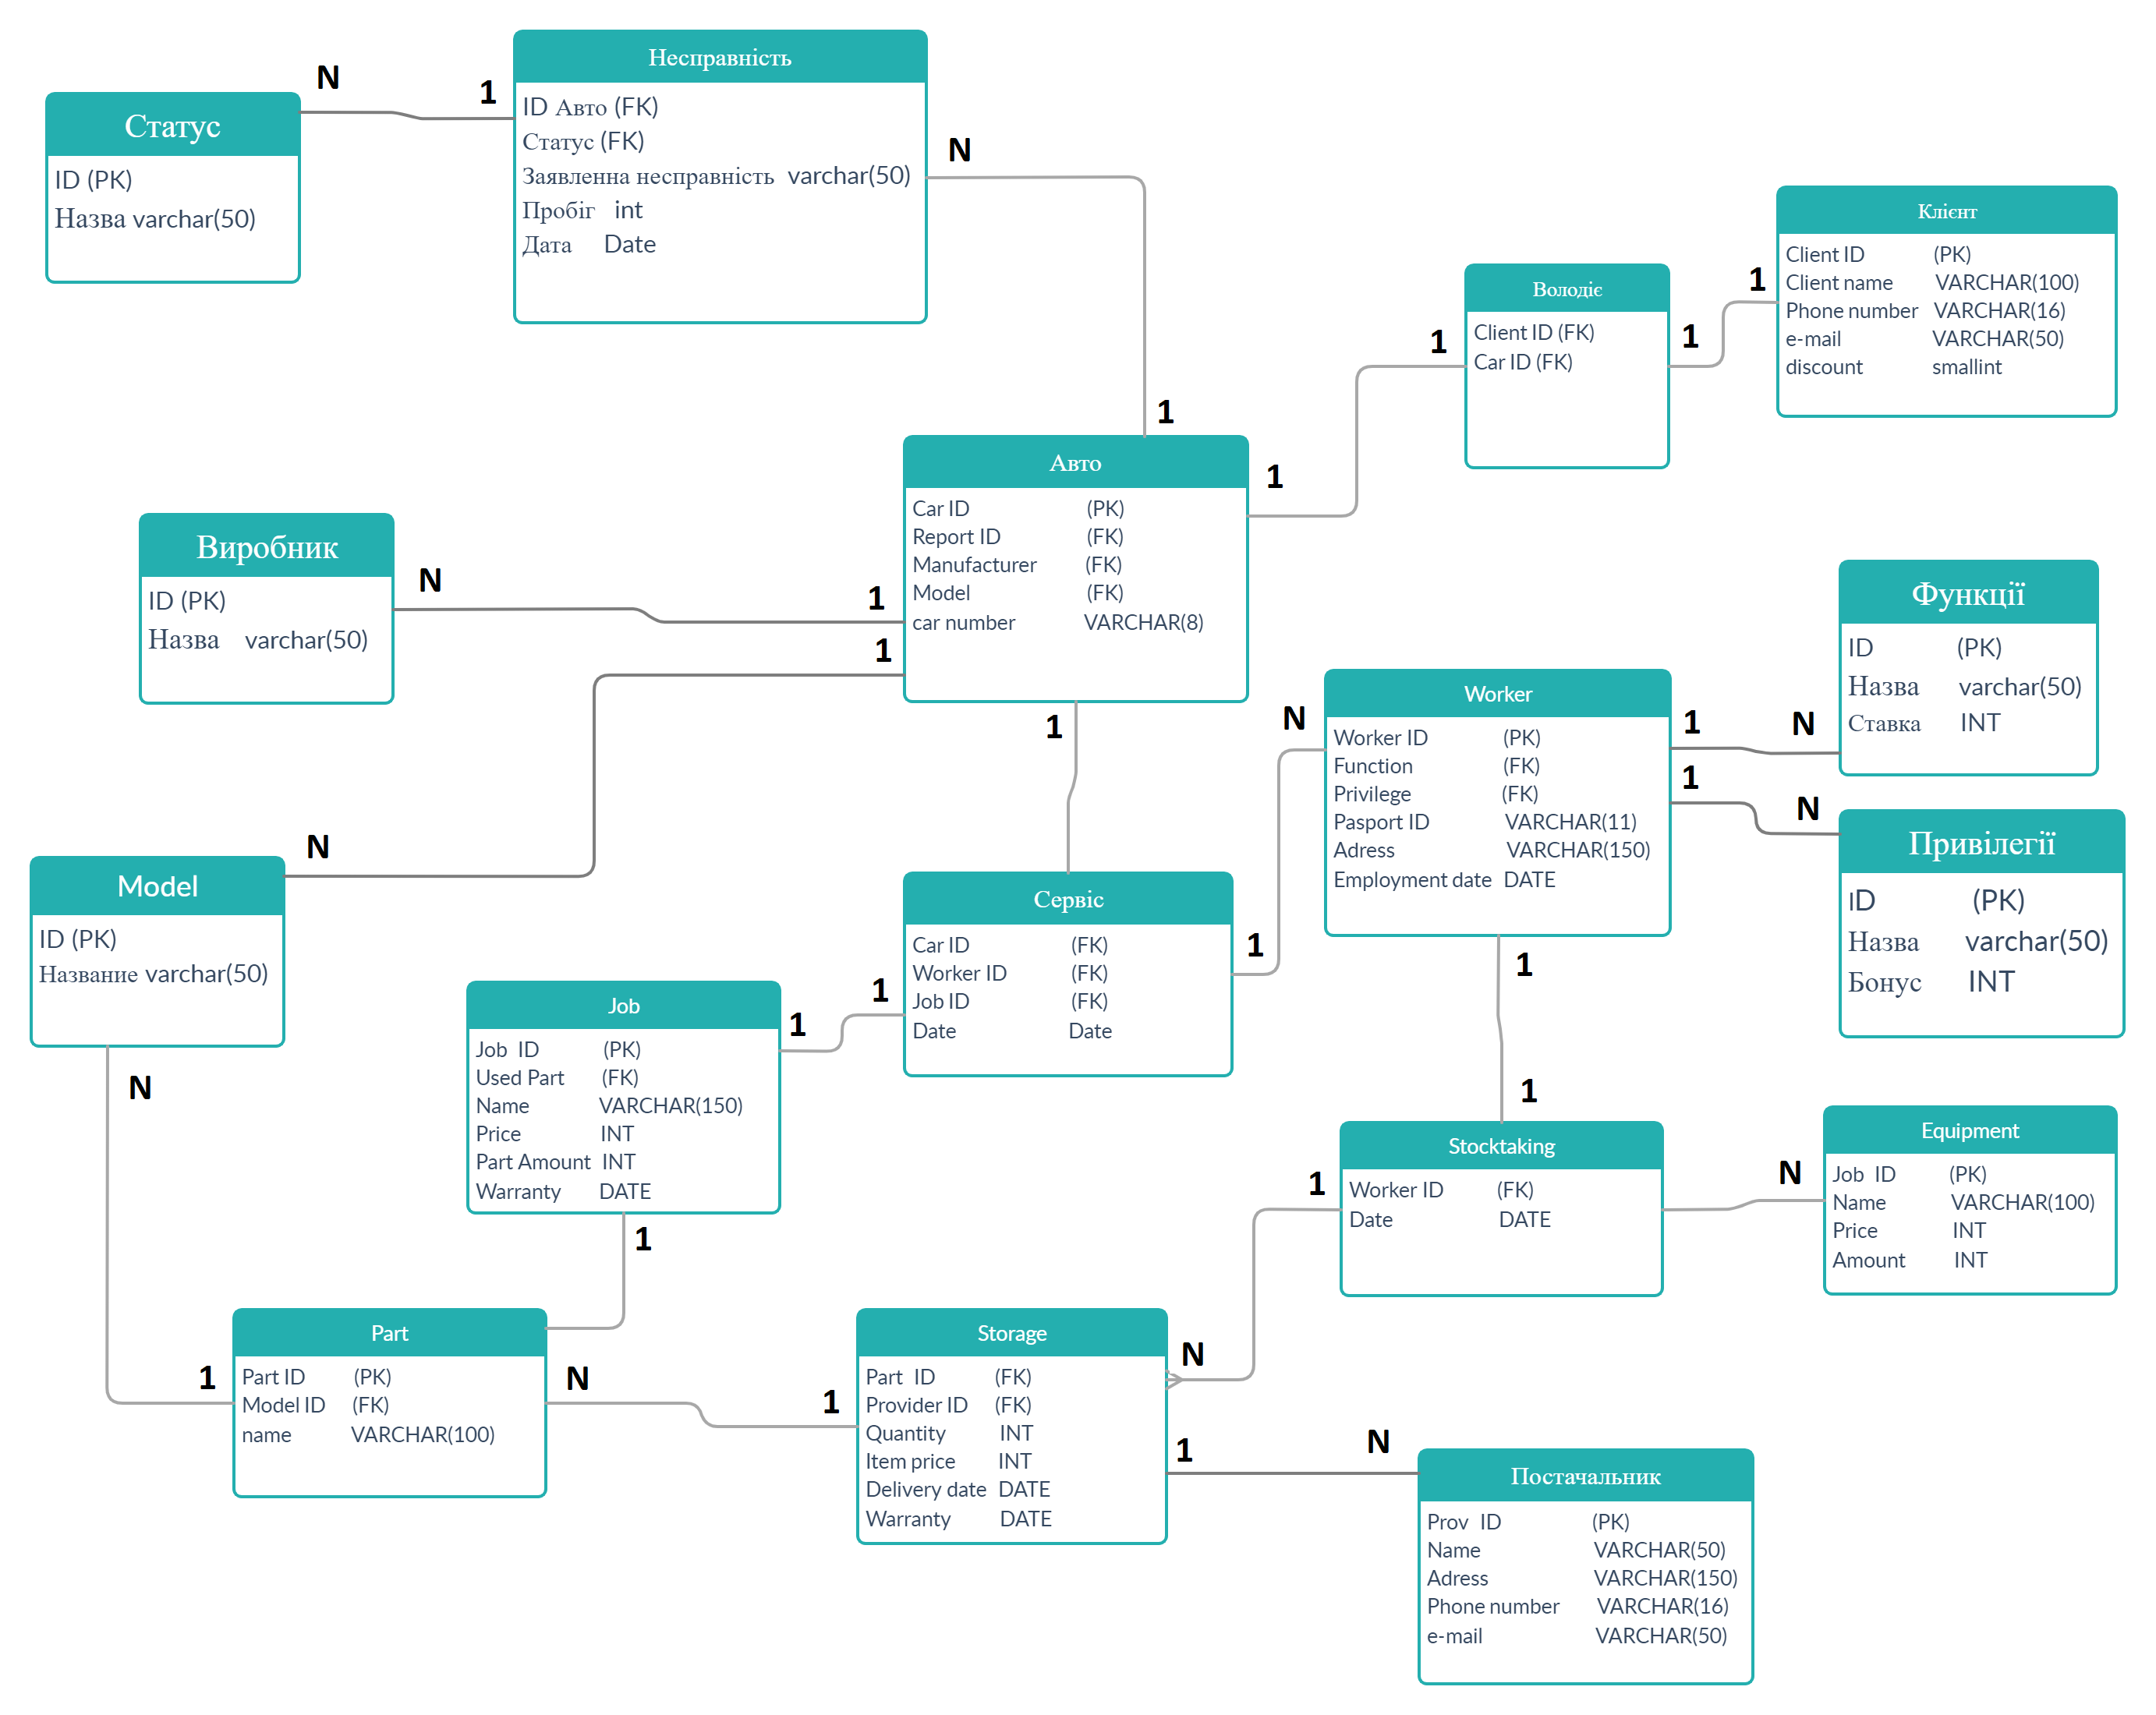 Несправність
ID Авто (FK)
Статус (FK)
Заявленна несправність varchar(50)
Пробіг int
Дата Date
N
1
N
1
Статус
ID (PK)
Назва varchar(50)
Клієнт
Client ID (PK)
Client name VARCHAR(100)
Phone number VARCHAR(16)
e-mail VARCHAR(50)
discount smallint
1
1
Володіє
Client ID (FK)
Car ID (FK)
1
1
Авто
Car ID (PK)
Report ID (FK)
Manufacturer (FK)
Model (FK)
car number VARCHAR(8)
Виробник
ID (PK)
Назва varchar(50)
N
1
1
1
Функції
ID (PK)
Назва varchar(50)
Ставка INT
Worker
Worker ID (PK)
Function (FK)
Privilege (FK)
Pasport ID VARCHAR(11)
Adress VARCHAR(150)
Employment date DATE
N
1
N
1
N
Привілегії
ID (PK)
Назва varchar(50)
Бонус INT
Model
ID (PK)
Название varchar(50)
N
N
Сервіс
Car ID (FK)
Worker ID (FK)
Job ID (FK)
Date Date
1
1
1
Job
Job ID (PK)
Used Part (FK)
Name VARCHAR(150)
Price INT
Part Amount INT
Warranty DATE
1
1
1
Stocktaking
Worker ID (FK)
Date DATE
1
N
Equipment
Job ID (PK)
Name VARCHAR(100)
Price INT
Amount INT
Part
Part ID (PK)
Model ID (FK)
name VARCHAR(100)
1
N
1
Storage
Part ID (FK)
Provider ID (FK)
Quantity INT
Item price INT
Delivery date DATE
Warranty DATE
N
1
N
Постачальник
Prov ID (PK)
Name VARCHAR(50)
Adress VARCHAR(150)
Phone number VARCHAR(16)
e-mail VARCHAR(50)